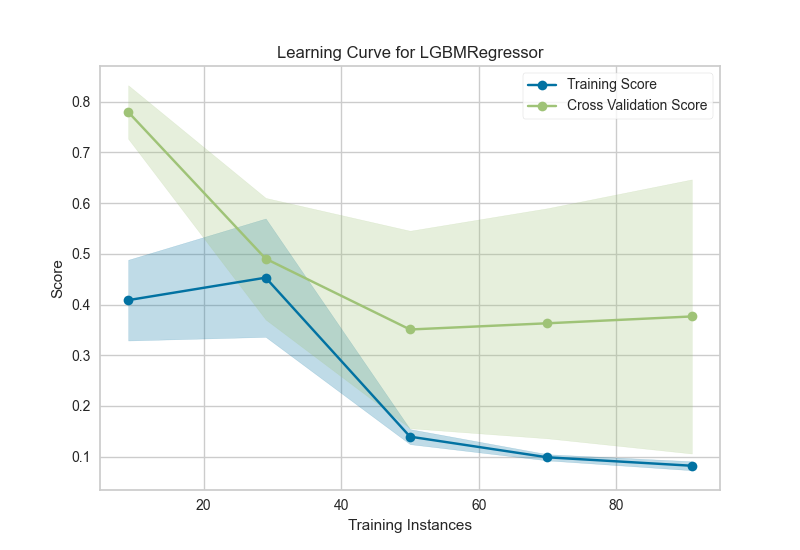 Learning Curve for LGBMRegressor
Training Score
Cross Validation Score
Score
0.8
0.7
0.6
0.5
0.4
0.3
0.2
0.1
20 40 60 80
Training Instances